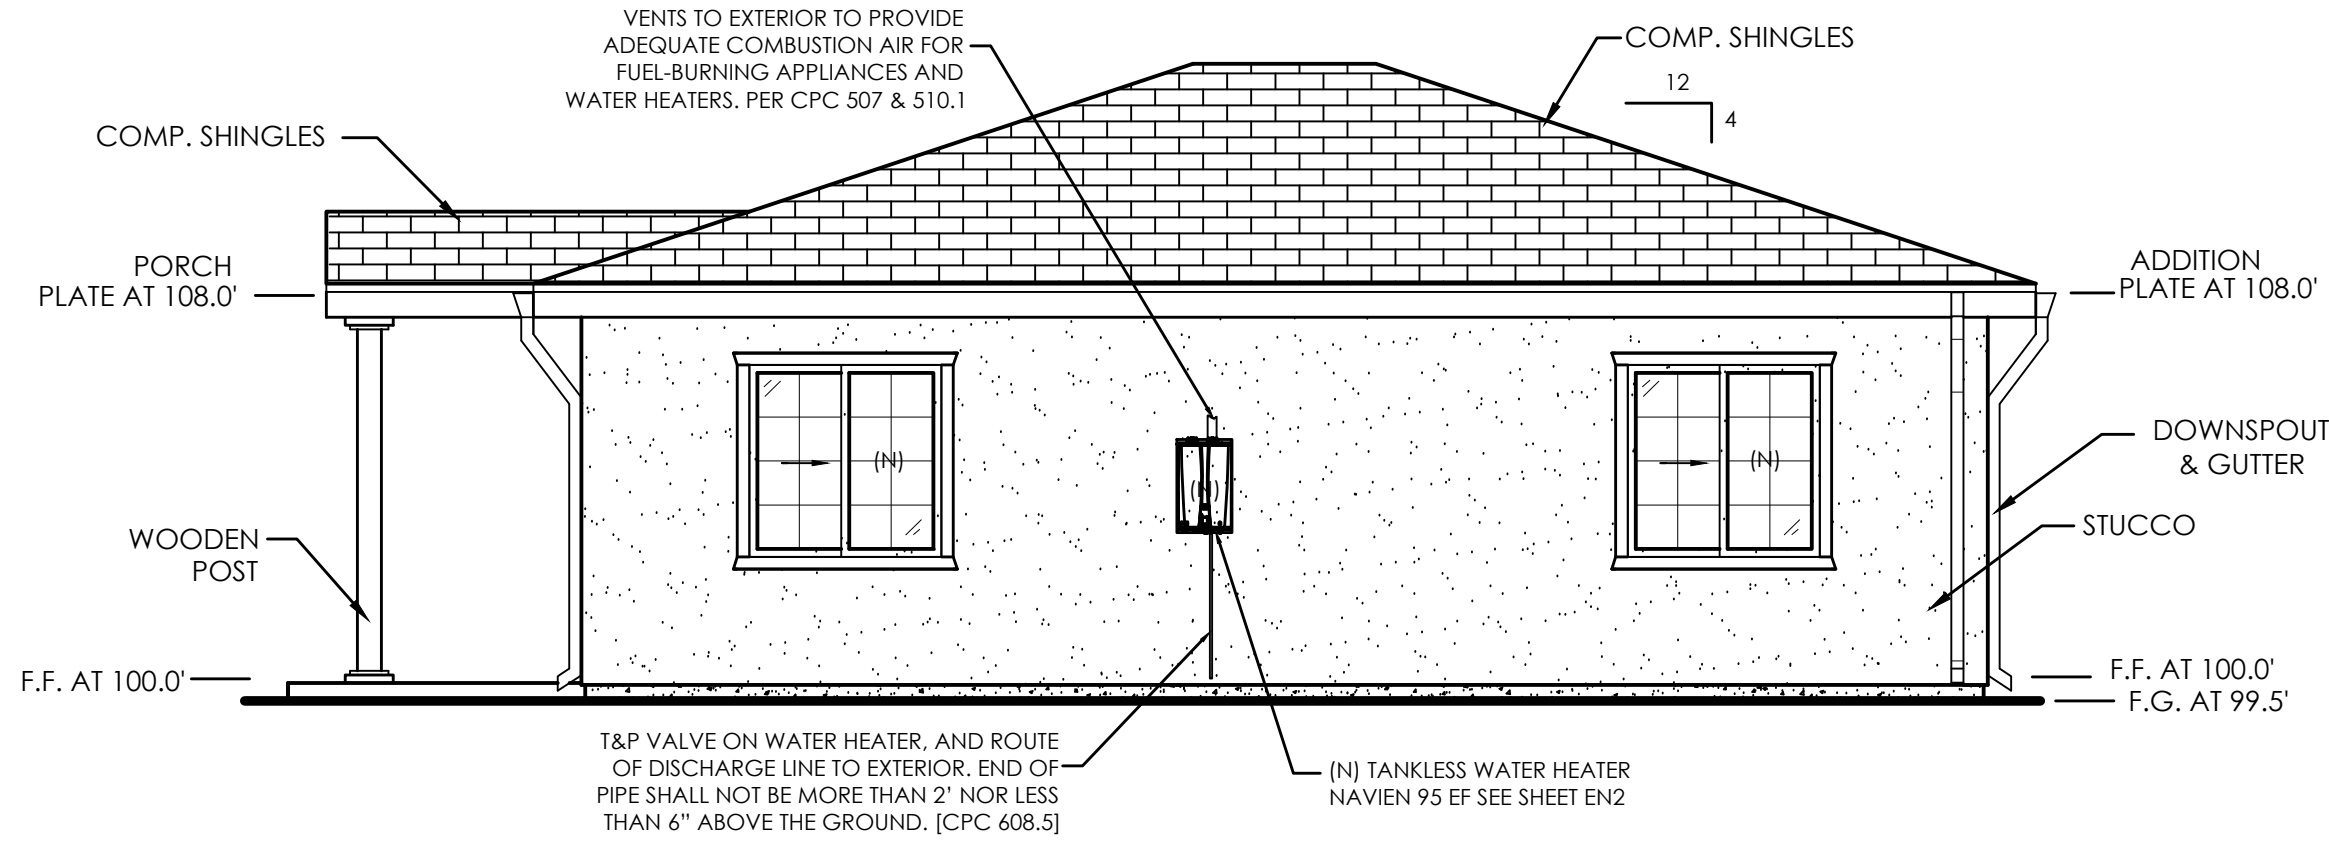 VENTS TO EXTERIOR TO PROVIDE
ADEQUATE COMBUSTION AIR FOR
FUEL-BURNING APPLIANCES AND
WATER HEATERS. PER CPC 507 & 510.1
COMP. SHINGLES
12
4
COMP. SHINGLES
PORCH
PLATE AT 108.0'
ADDITION
PLATE AT 108.0'
(N)
(N)
(N)
DOWNSPOUT
& GUTTER
STUCCO
WOODEN
POST
F.F. AT 100.0'
F.F. AT 100.0'
F.G. AT 99.5'
T&P VALVE ON WATER HEATER, AND ROUTE
OF DISCHARGE LINE TO EXTERIOR. END OF
PIPE SHALL NOT BE MORE THAN 2’ NOR LESS
THAN 6” ABOVE THE GROUND. [CPC 608.5]
(N) TANKLESS WATER HEATER
NAVIEN 95 EF SEE SHEET EN2